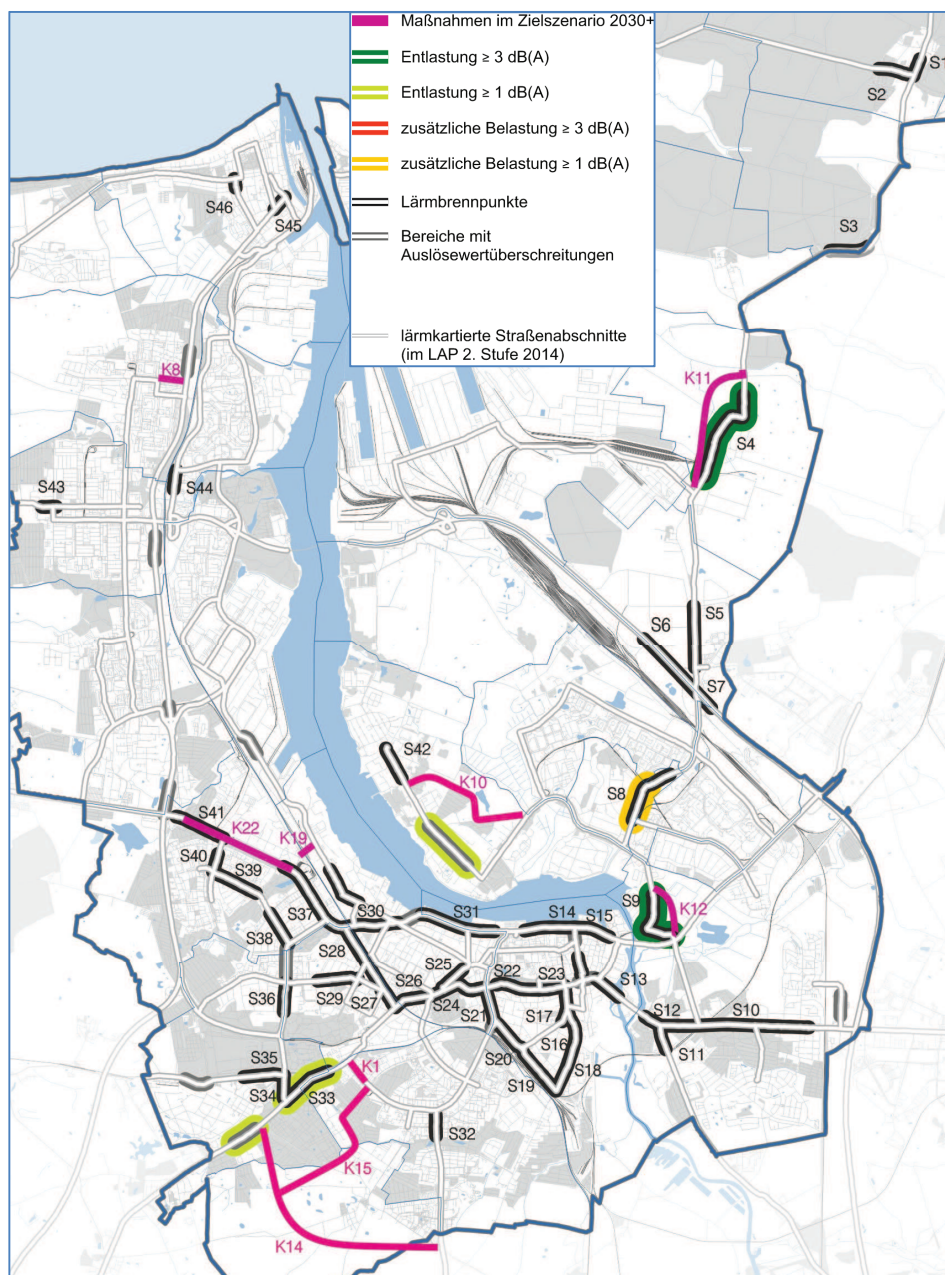 Maßnahmen im Zielszenario 2030+
Entlastung ≥ 3 dB(A)
Entlastung ≥ 1 dB(A)
zusätzliche Belastung ≥ 3 dB(A)
zusätzliche Belastung ≥ 1 dB(A)
Lärmbrennpunkte
Bereiche mit
Auslösewertüberschreitungen
lärmkartierte Straßenabschnitte
(im LAP 2. Stufe 2014)
S1
S2
S46
S45
S3
K8
K11
S4
S43
S44
S5
S6
S7
S42
K10
S8
S41
K22
K19
S40
S39
S9
K12
S37
S30
S31
S14
S15
S38
S28
S25
S22
S23
S13
S26
S36
S29
S27
S24
S21
S17
S12
S10
S16
S20
S11
S18
S19
S35
K1
S34
S33
S32
K15
K14